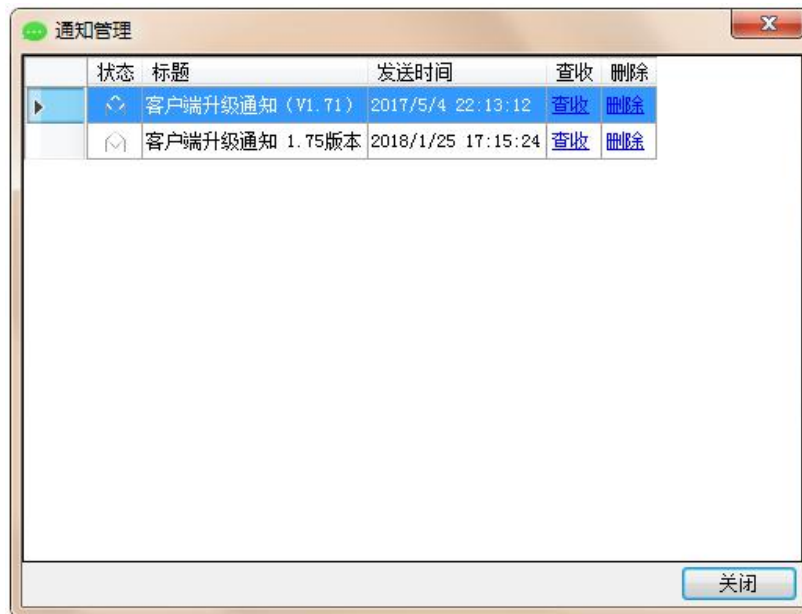 通知管理
状态 标题 发送时间 查收 删除
客户端升级通知（V1.71） 2017/5/4 22:13:12 查收 删除
客户端升级通知 1.75版本 2018/1/25 17:15:24 查收 删除
关闭